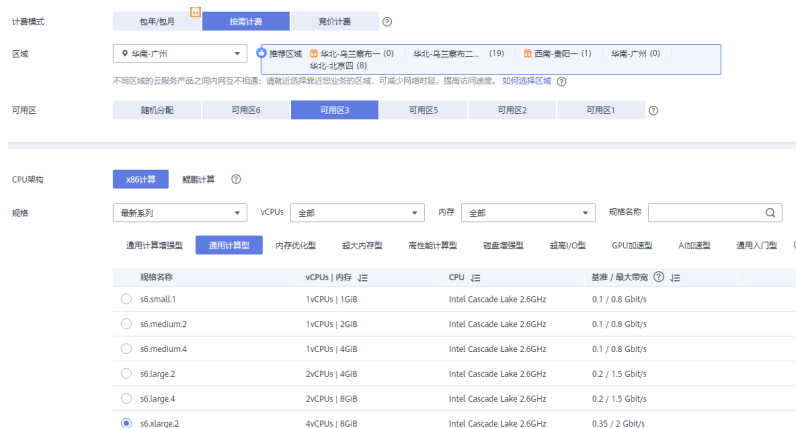 计费模式 包年/包月 按需计费 竞价计费
区域 华南-广州 推荐区域 华北-乌兰察布一 (0) 华北-乌兰察布二... (19) 西南-贵阳一 (1) 华南-广州 (0)
华北-北京四 (8)
不同区域的云服务产品之间内网互不相通；请就近选择靠近您业务的区域，可减少网络时延，提高访问速度。 如何选择区域
可用区 随机分配 可用区6 可用区3 可用区5 可用区2 可用区1
CPU架构 x86计算 鲲鹏计算
规格 最新系列 vCPUs 全部 内存 全部 规格名称
通用计算增强型 通用计算型 内存优化型 超大内存型 高性能计算型 磁盘增强型 超高I/O型 GPU加速型 AI加速型 通用入门型
规格名称 vCPUs | 内存 CPU 基准 / 最大带宽
s6.small.1 1vCPUs | 1GiB Intel Cascade Lake 2.6GHz 0.1 / 0.8 Gbit/s
s6.medium.2 1vCPUs | 2GiB Intel Cascade Lake 2.6GHz 0.1 / 0.8 Gbit/s
s6.medium.4 1vCPUs | 4GiB Intel Cascade Lake 2.6GHz 0.1 / 0.8 Gbit/s
s6.large.2 2vCPUs | 4GiB Intel Cascade Lake 2.6GHz 0.2 / 1.5 Gbit/s
s6.large.4 2vCPUs | 8GiB Intel Cascade Lake 2.6GHz 0.2 / 1.5 Gbit/s
s6.xlarge.2 4vCPUs | 8GiB Intel Cascade Lake 2.6GHz 0.35 / 2 Gbit/s